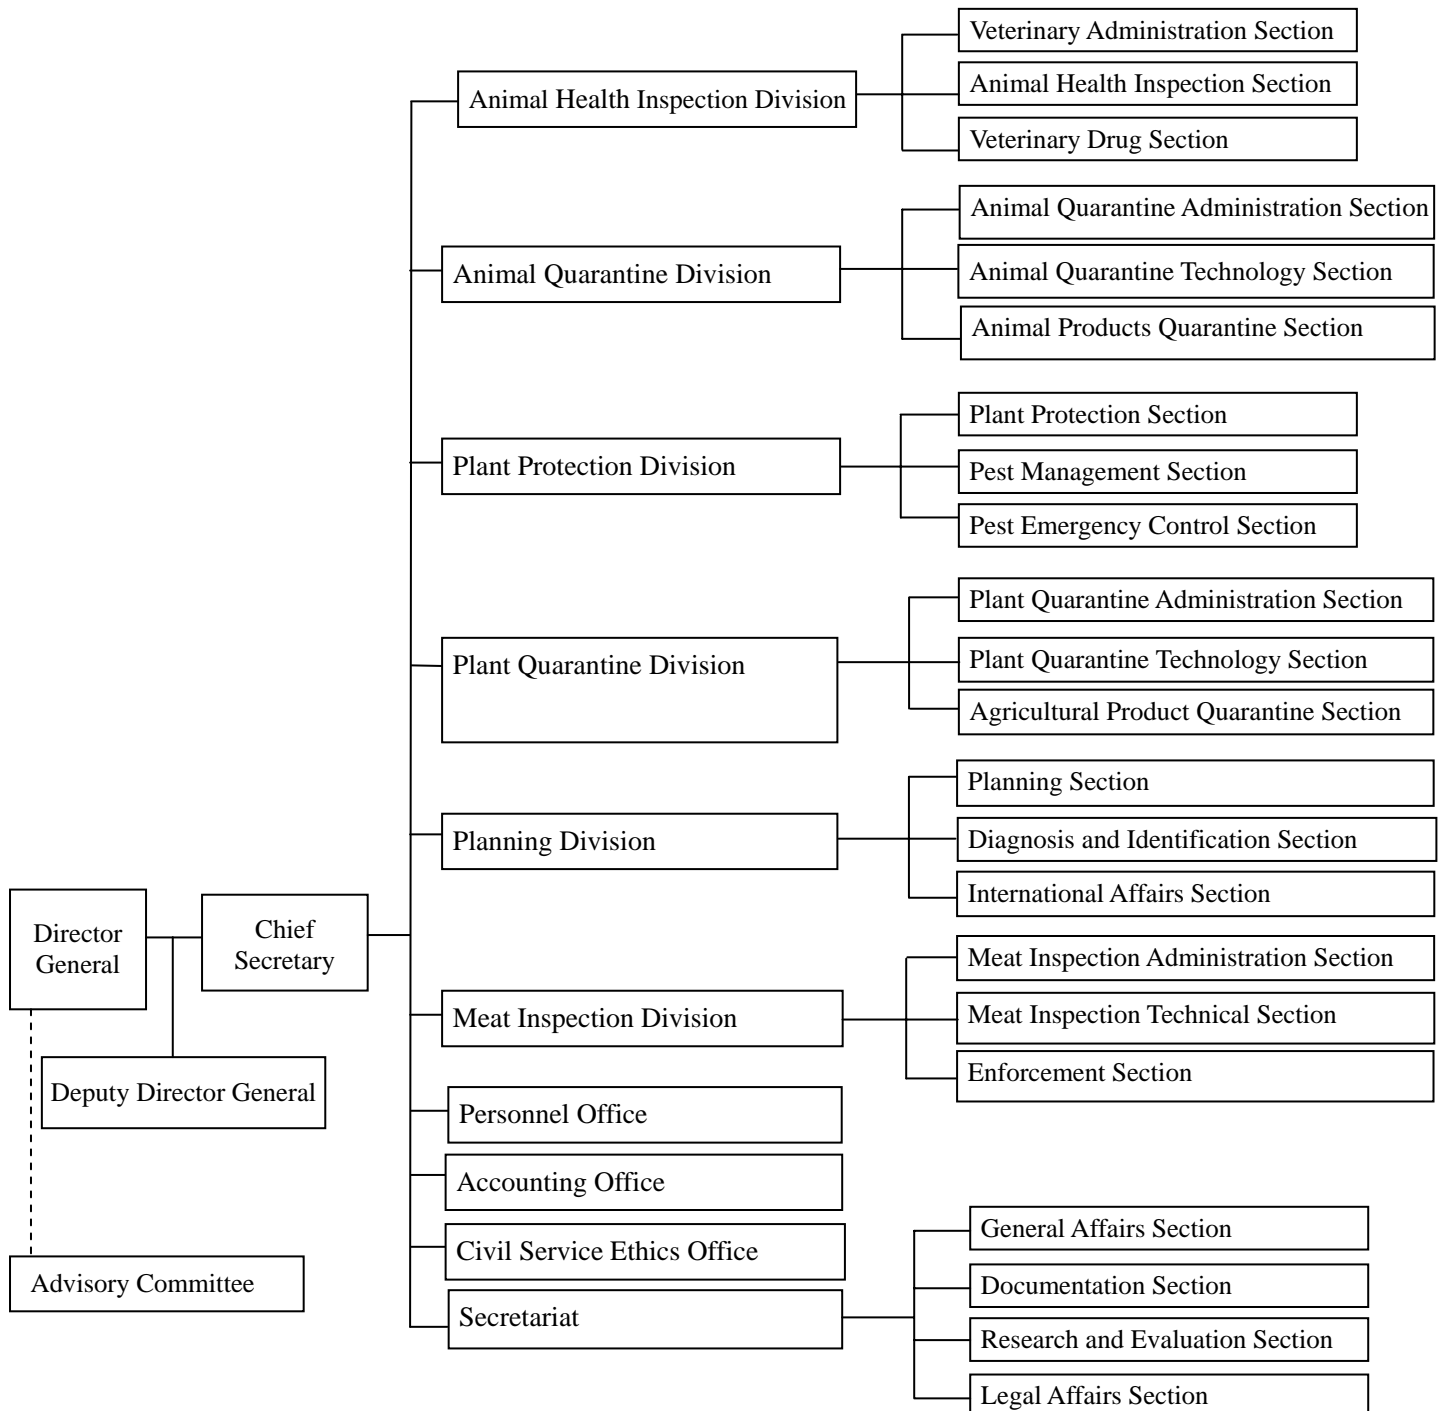 Veterinary Administration Section
Animal Health Inspection Division
Animal Health Inspection Section
Veterinary Drug Section
Animal Quarantine Administration Section
Animal Quarantine Division
Animal Quarantine Technology Section
Animal Products Quarantine Section
Plant Protection Section
Plant Protection Division
Pest Management Section
Pest Emergency Control Section
Plant Quarantine Administration Section
Plant Quarantine Division
Plant Quarantine Technology Section
Agricultural Product Quarantine Section
Planning Section
Planning Division
Diagnosis and Identification Section
International Affairs Section
Director
General
Chief
Secretary
Deputy Director General
Advisory Committee
Meat Inspection Administration Section
Meat Inspection Division
Meat Inspection Technical Section
Enforcement Section
Personnel Office
Accounting Office
Civil Service Ethics Office
Secretariat
General Affairs Section
Documentation Section
Research and Evaluation Section
Legal Affairs Section